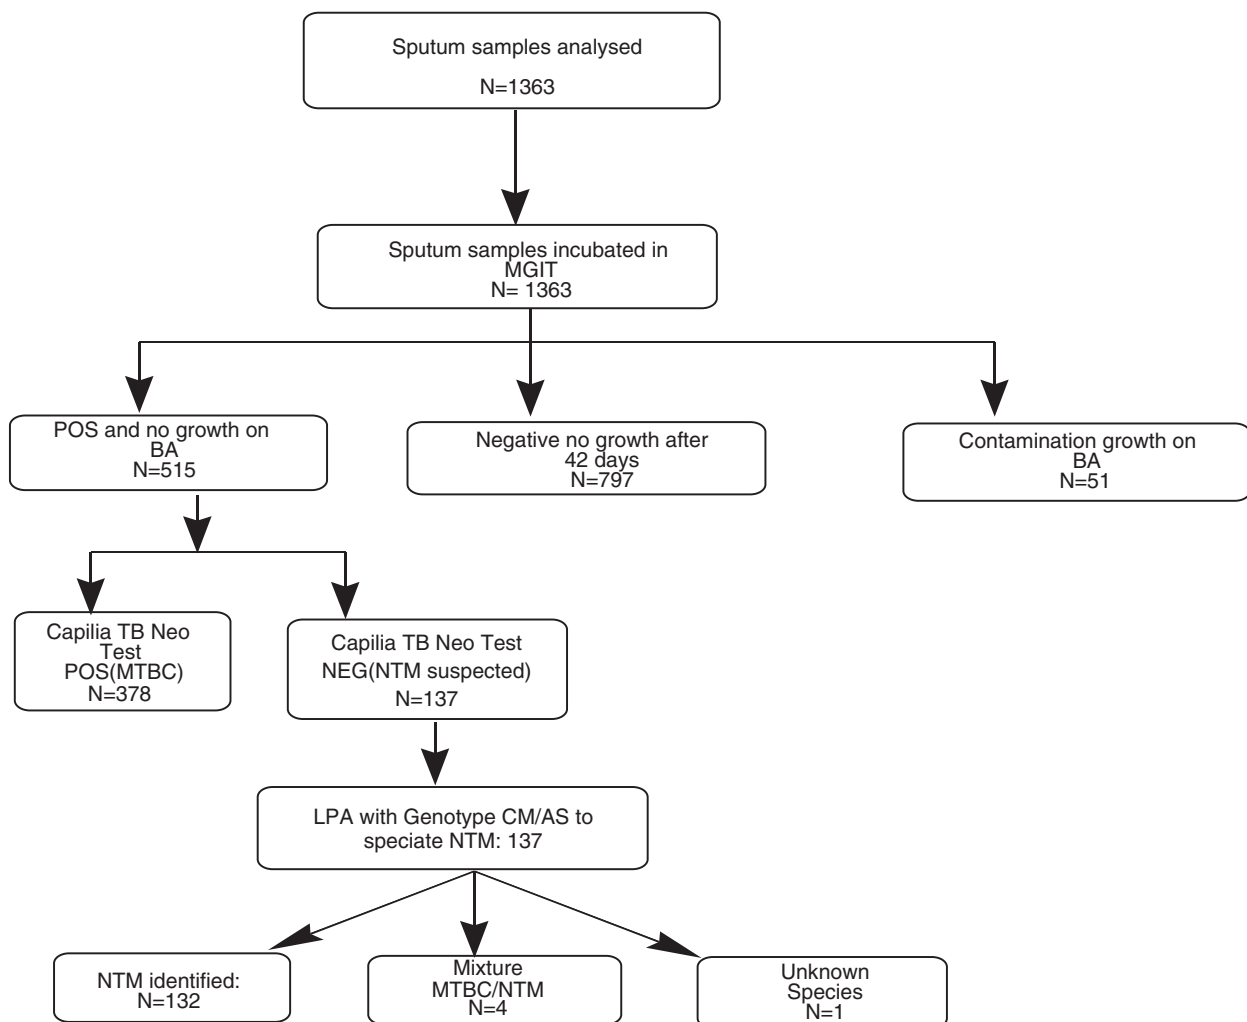 Sputum samples analysed
N=1363
Sputum samples incubated in
MGIT
N= 1363
POS and no growth on
BA
N=515
Negative no growth after
42 days
N=797
Contamination growth on
BA
N=51
Capilia TB Neo
Test
POS(MTBC)
N=378
Capilia TB Neo Test
NEG(NTM suspected)
N=137
LPA with Genotype CM/AS to
speciate NTM: 137
NTM identified:
N=132
Mixture
MTBC/NTM
N=4
Unknown
Species
N=1